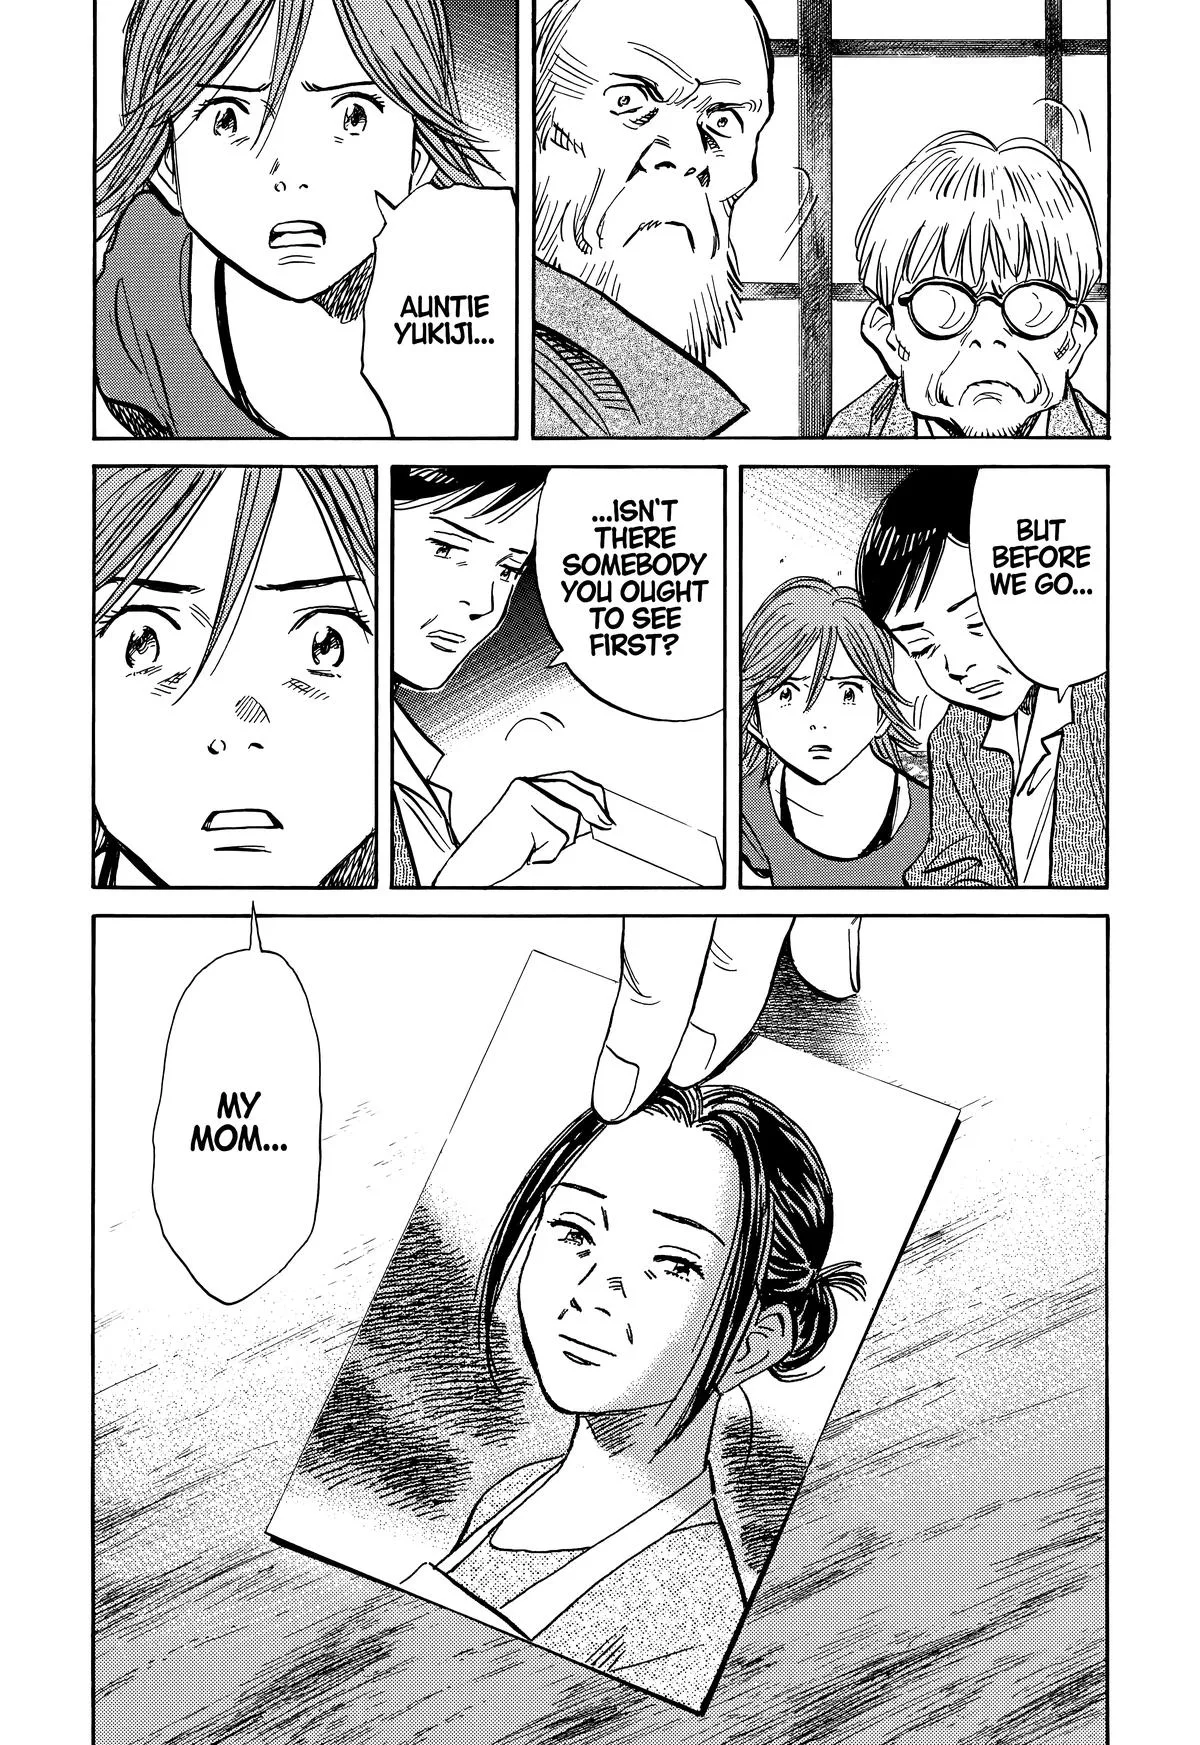 BUT
BEFORE
WE GO...
...ISN'T
THERE
SOMEBODY
YOU OUGHT
TO SEE
FIRST?
AUNTIE
YUKIJI...
MY
MOM...